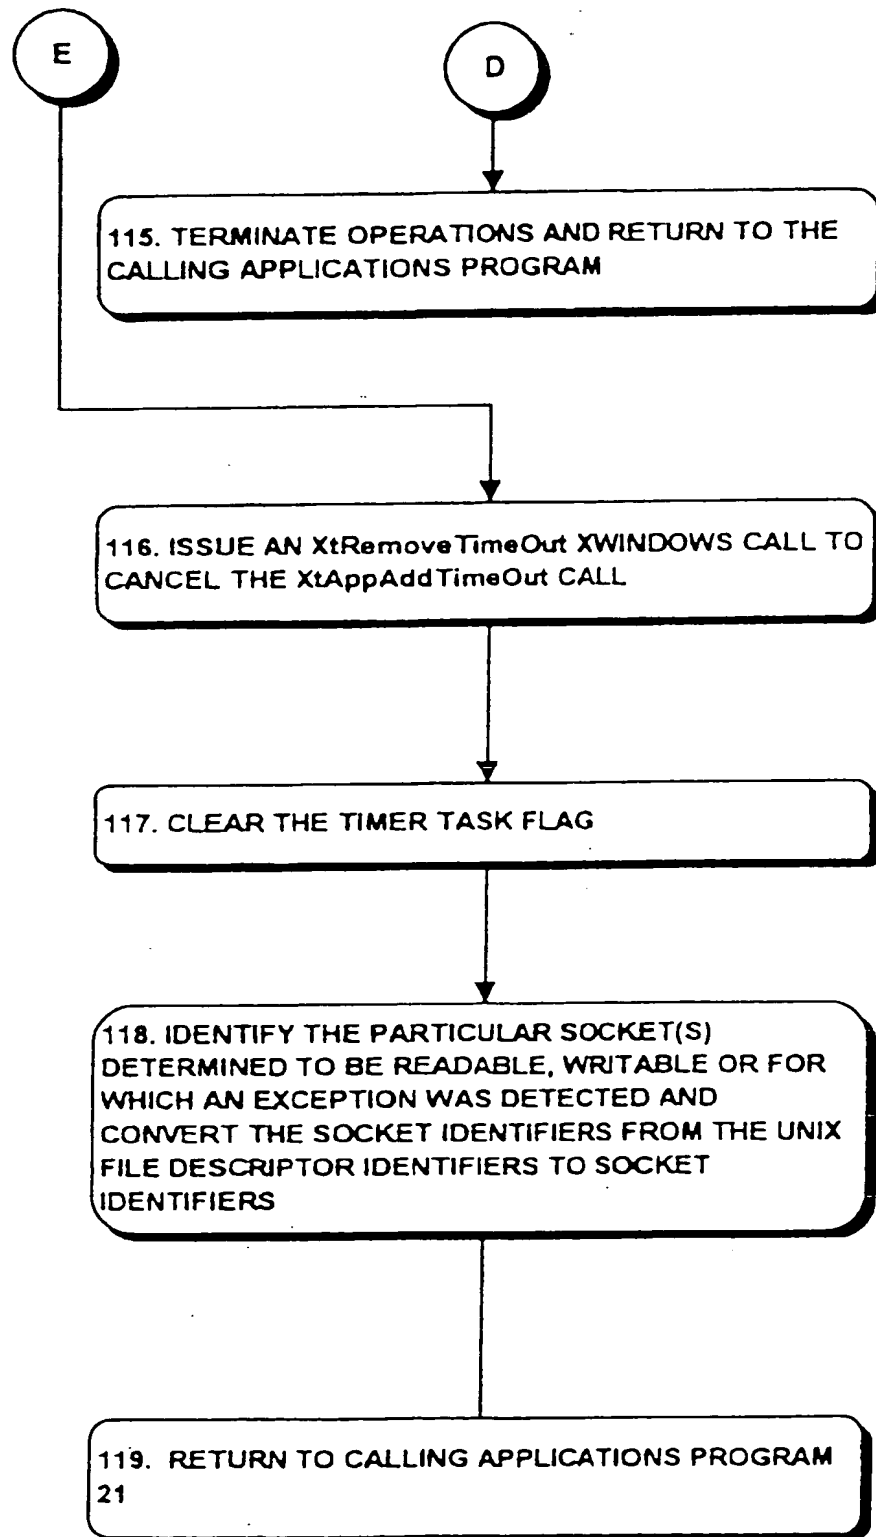 E
D
115. TERMINATE OPERATIONS AND RETURN TO THE
CALLING APPLICATIONS PROGRAM
116. ISSUE AN XtRemoveTimeOut XWINDOWS CALL TO
CANCEL THE XtAppAddTimeOut CALL
117. CLEAR THE TIMER TASK FLAG
118. IDENTIFY THE PARTICULAR SOCKET(S)
DETERMINED TO BE READABLE, WRITABLE OR FOR
WHICH AN EXCEPTION WAS DETECTED AND
CONVERT THE SOCKET IDENTIFIERS FROM THE UNIX
FILE DESCRIPTOR IDENTIFIERS TO SOCKET
IDENTIFIERS
119. RETURN TO CALLING APPLICATIONS PROGRAM
21